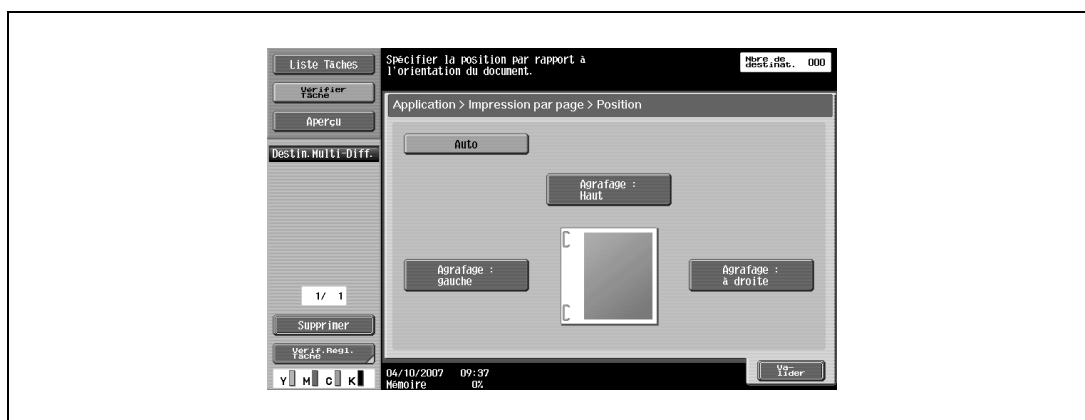 Liste Tâches
Spécifier la position par rapport à
l'orientation du document.
Nbre de
destinat. 000
Vérifier
Tâche
Application > Impression par page > Position
Aperçu
Auto
Destin.Multi-Diff.
Agrafage :
Haut
Agrafage :
gauche
Agrafage :
à droite
1/ 1
Supprimer
Vérif.Régl.
Tâche
Y M C K
04/10/2007 09:37
Mémoire 0%
Va-
lider